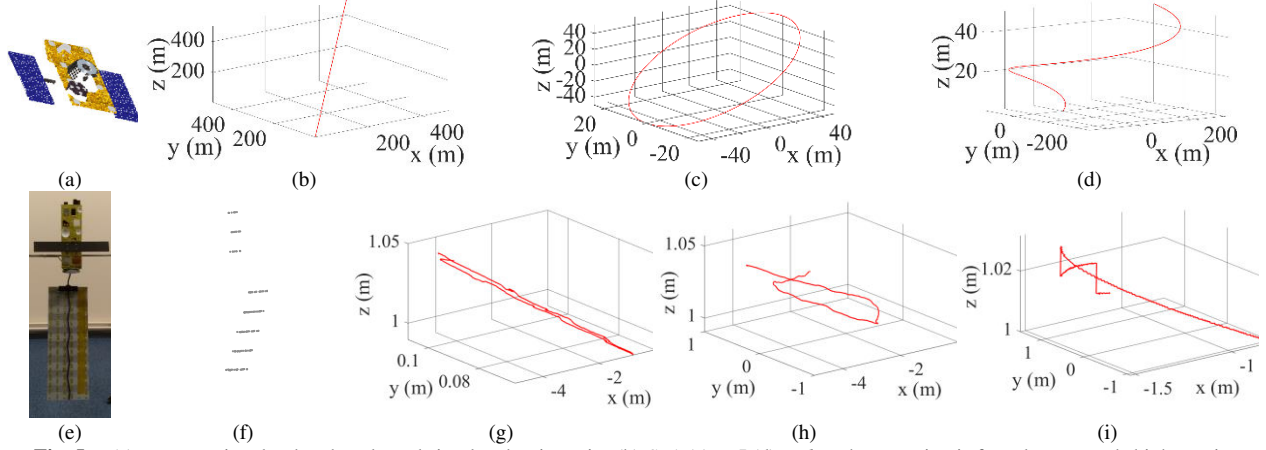 z (m) 400 200 400 200 y (m) 200 400 x (m)
z (m) 40 20 0 -20 -40 20 0 -20 y (m) -40 0 40 x (m)
z (m) 40 20 0 -200 y (m) 0 200 x (m)
(a) (b) (c) (d)
z (m) 1.05 1 0.1 0.08 y (m) -4 -2 x (m)
z (m) 1.05 1 1 0 -1 y (m) -4 -2 x (m)
z (m) 1.02 1 1 0 -1 y (m) -1.5 -1 x (m)
(e) (f) (g) (h) (i)